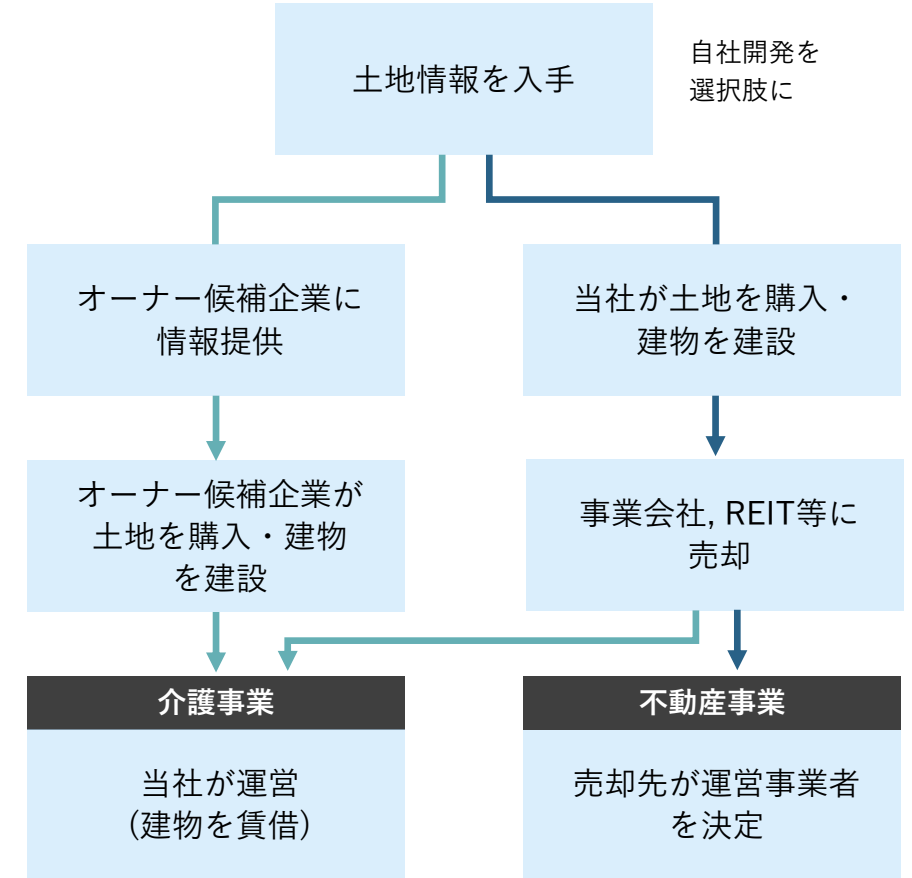 土地情報を入手
自社開発を
選択肢に
オーナー候補企業に
情報提供
当社が土地を購入・
建物を建設
オーナー候補企業が
土地を購入・建物
を建設
事業会社, REIT等に
売却
介護事業
当社が運営
(建物を賃借)
不動産事業
売却先が運営事業者
を決定